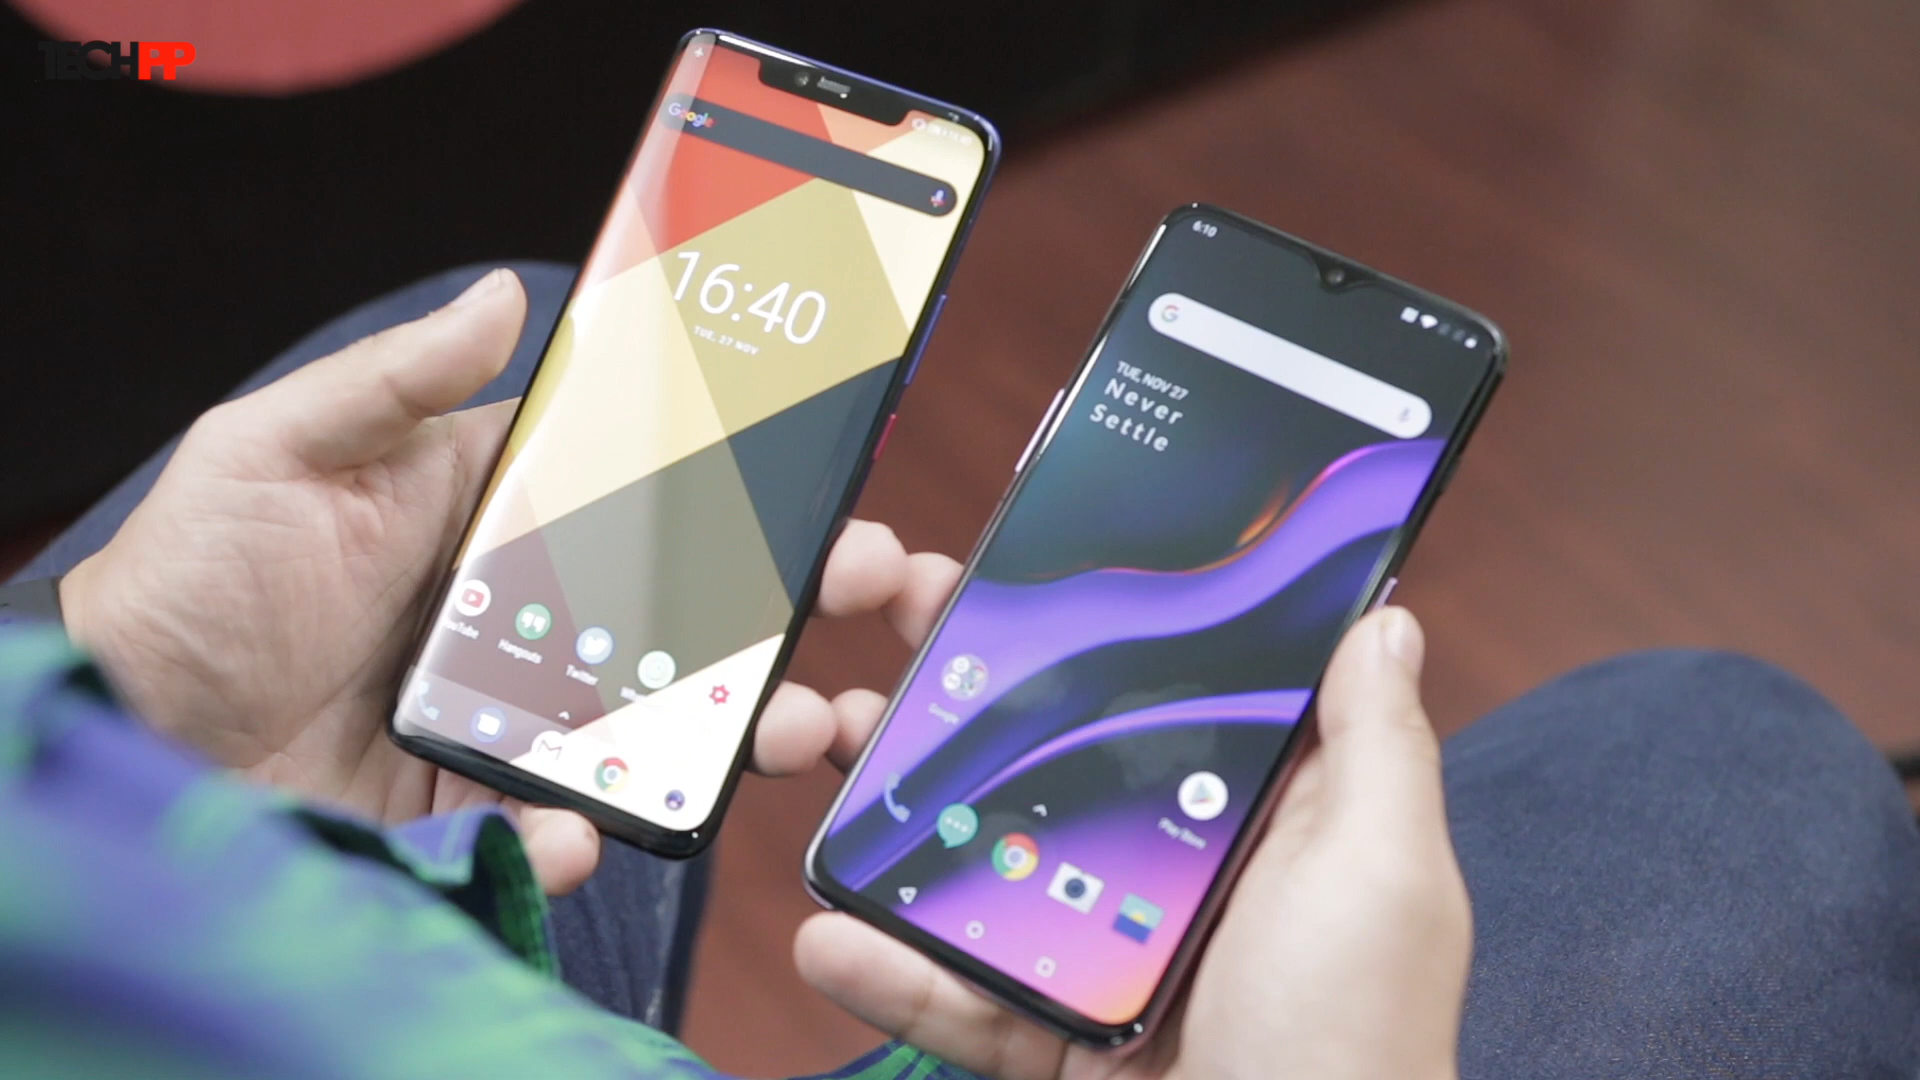 TECHPP
Google
16:40
TUE, 27 NOV
YouTube
Hangouts
Twitter
6:10
G
TUE, NOV 27
Never
Settle
Google
Play Store